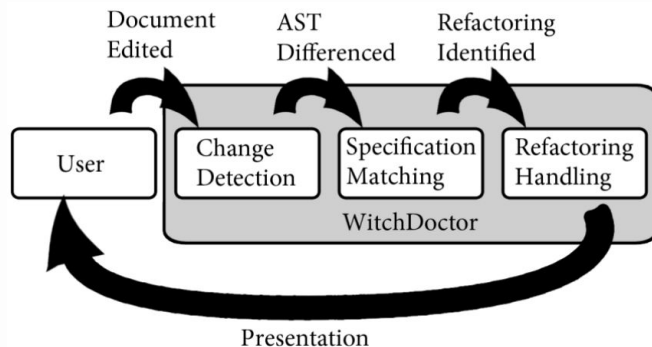 Document
Edited
AST
Differenced
Refactoring
Identified
User
Change
Detection
Specification
Matching
Refactoring
Handling
WitchDoctor
Presentation